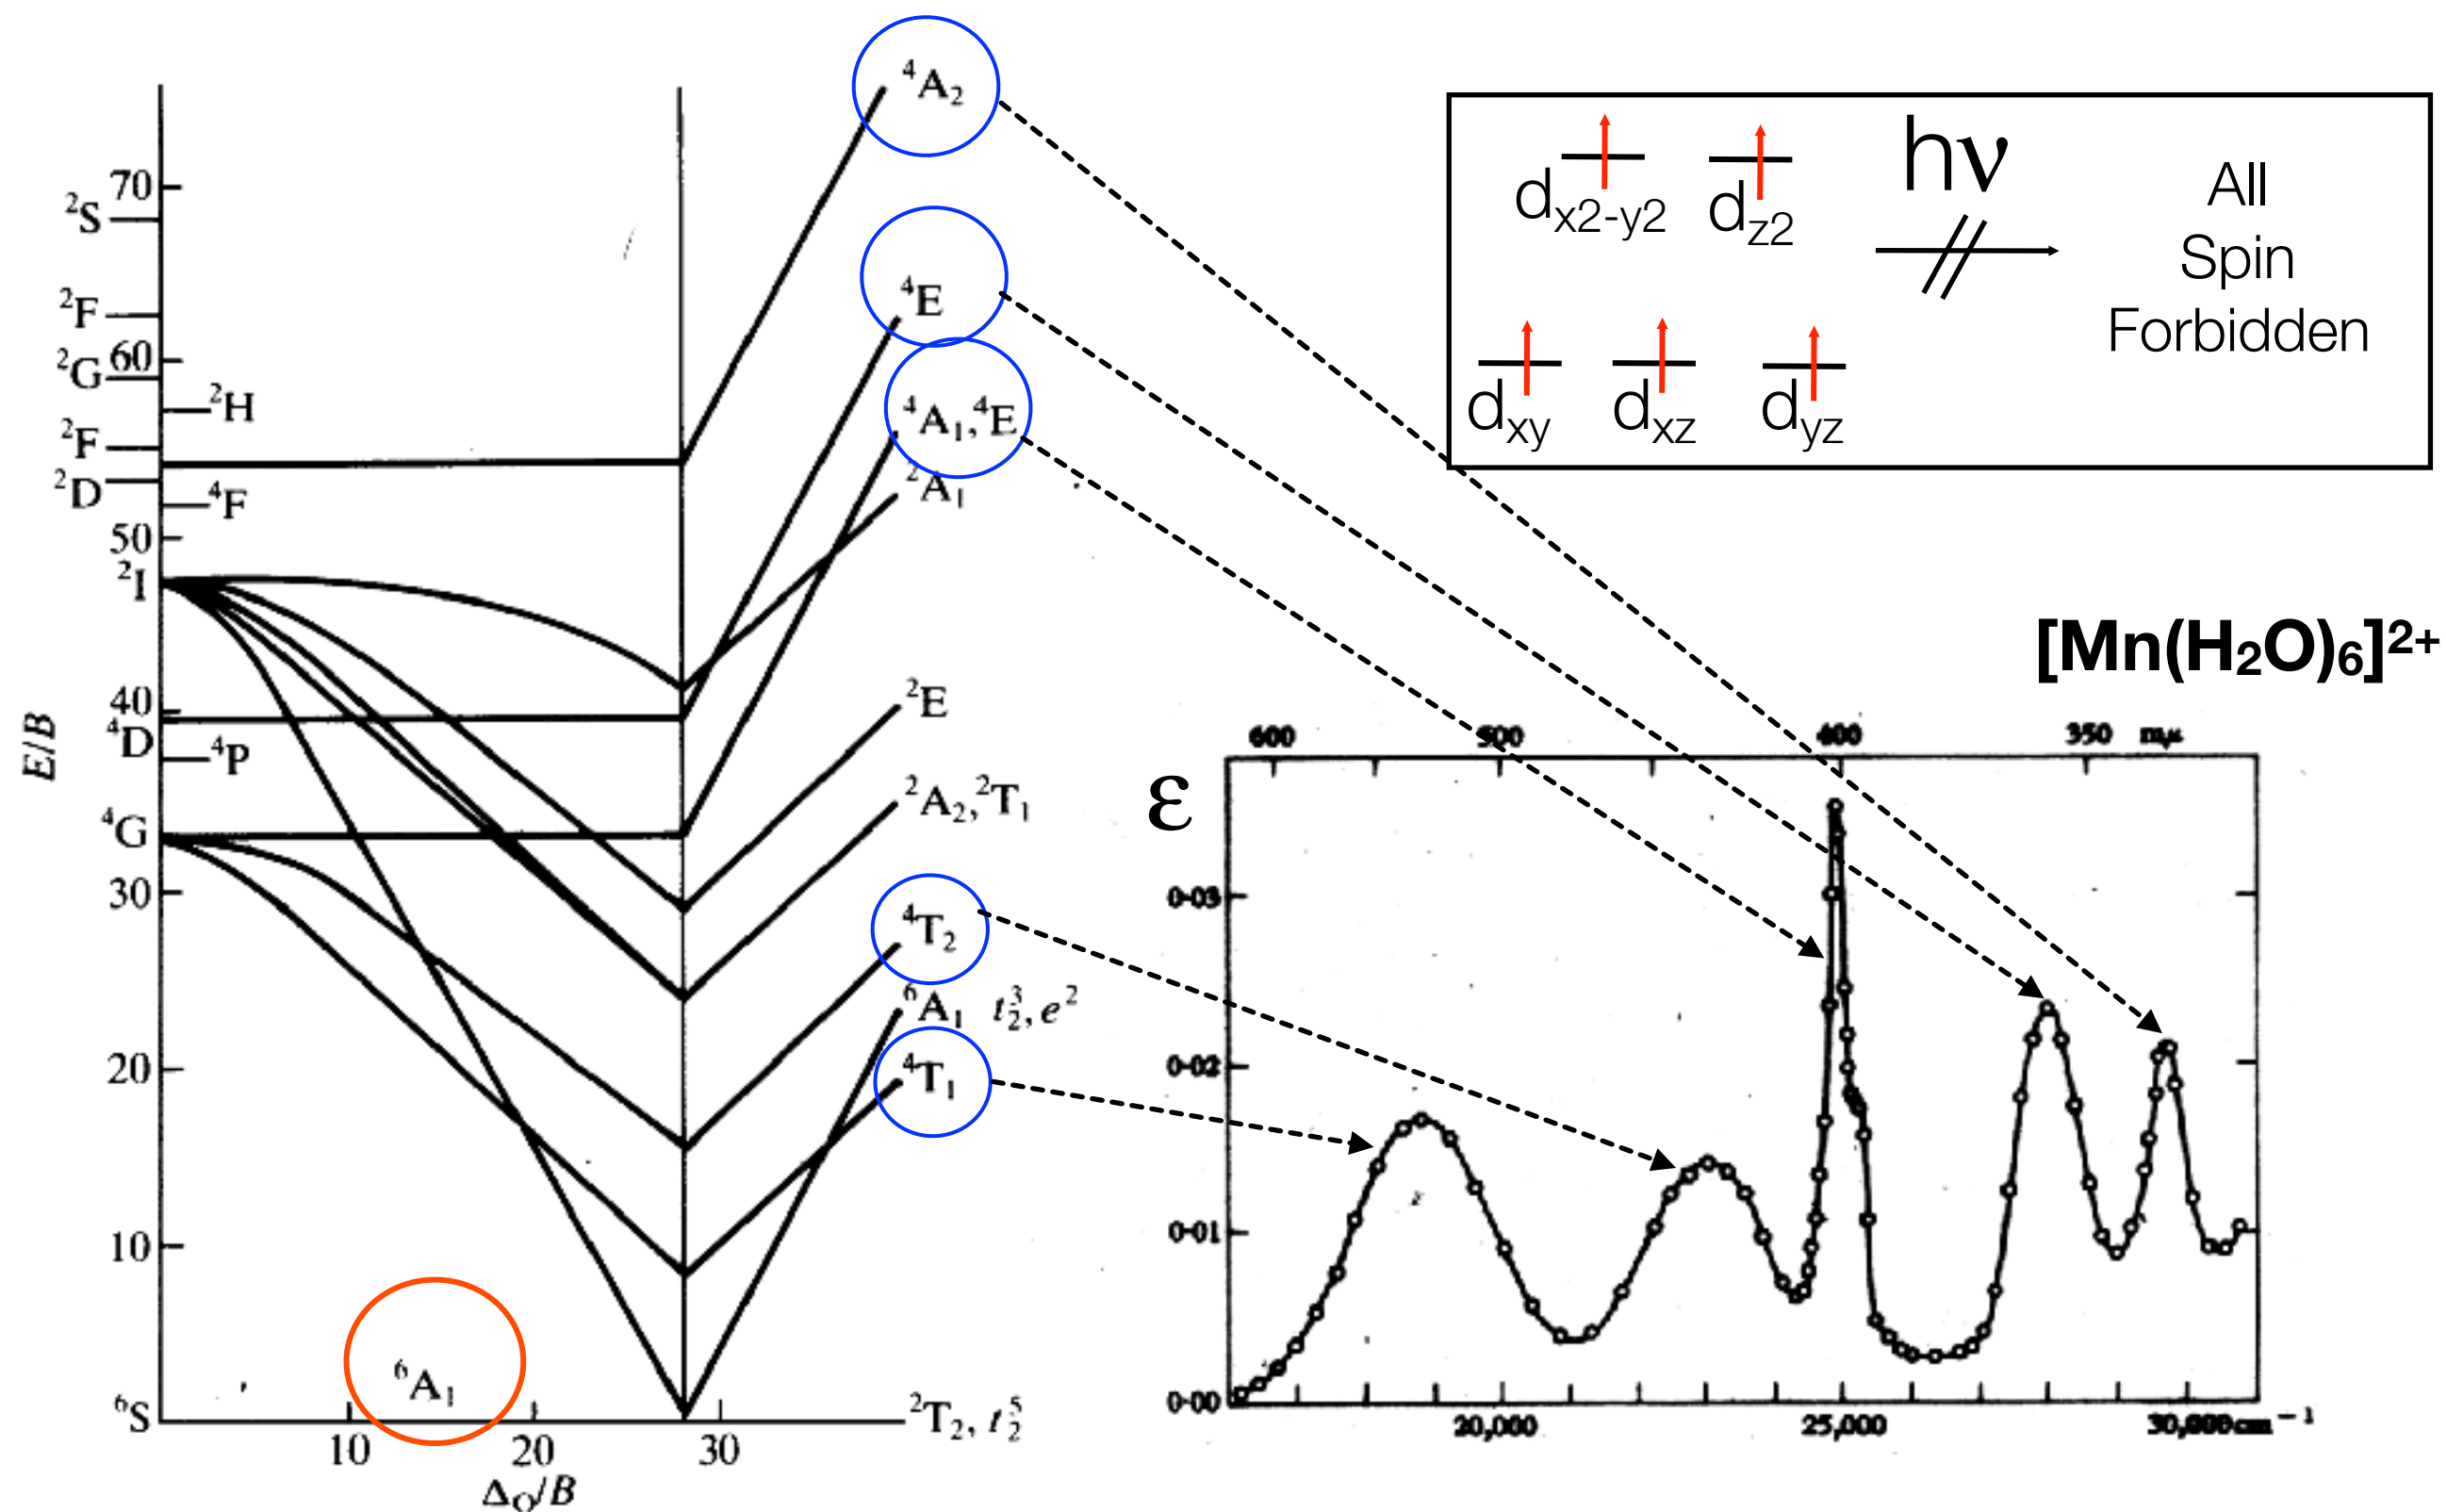 ⁴A₂
70
²S
²F
²G 60
²H
²F
²D
⁴F
50
²I
40
⁴D
⁴P
⁴G
30
20
10
⁶S
E/B
⁴E
⁴A₁,⁴E
²A₁
²E
²A₂,²T₁
⁴T₂
⁶A₁ t₂³, e²
⁴T₁
⁶A₁
²T₂, t₂⁵
10 20 30
Δ_O/B
d_x2-y2 d_z2
d_xy d_xz d_yz
hν
All
Spin
Forbidden
[Mn(H₂O)₆]²⁺
600 500 400 350 mμ
ε
0·03
0·02
0·01
0·00
20,000 25,000 30,000cm⁻¹